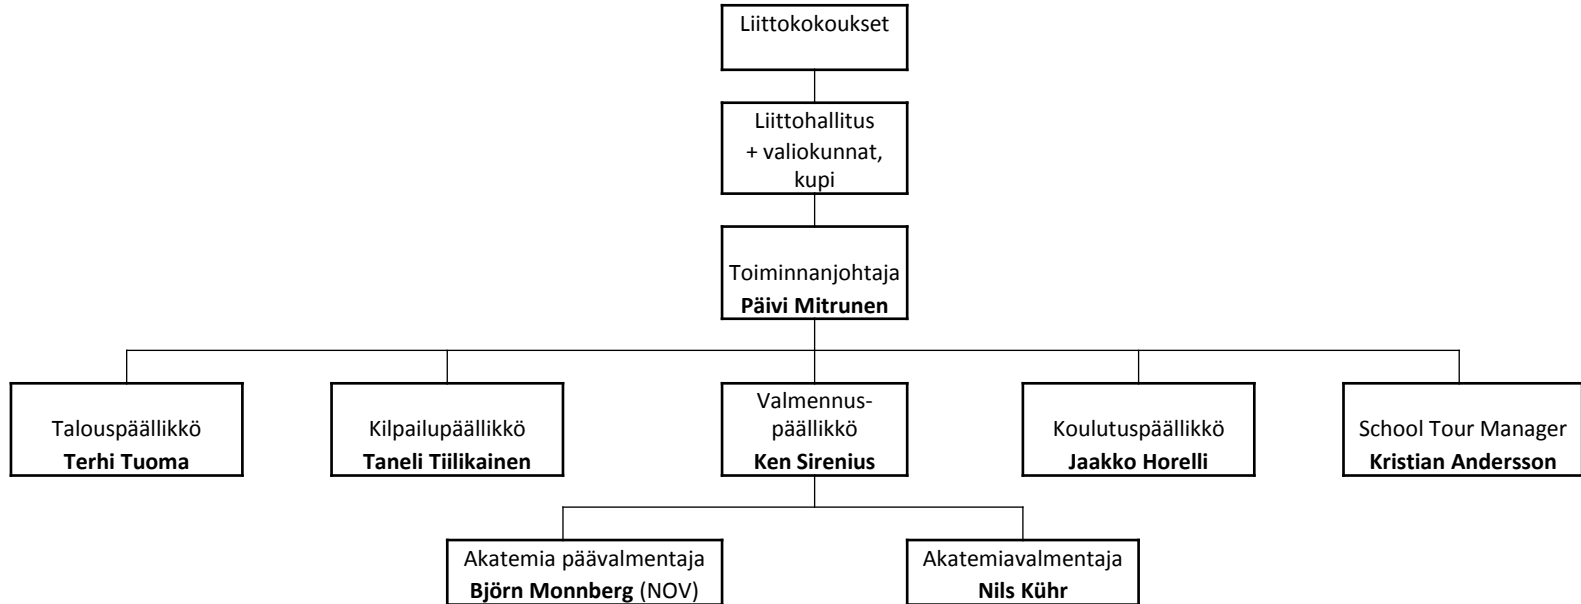 Liittokokoukset
Liittohallitus
+ valiokunnat,
kupi
Toiminnanjohtaja
Päivi Mitrunen
Talouspäällikkö
Terhi Tuoma
Kilpailupäällikkö
Taneli Tiilikainen
Valmennus-
päällikkö
Ken Sirenius
Koulutuspäällikkö
Jaakko Horelli
School Tour Manager
Kristian Andersson
Akatemia päävalmentaja
Björn Monnberg (NOV)
Akatemiavalmentaja
Nils Kühr